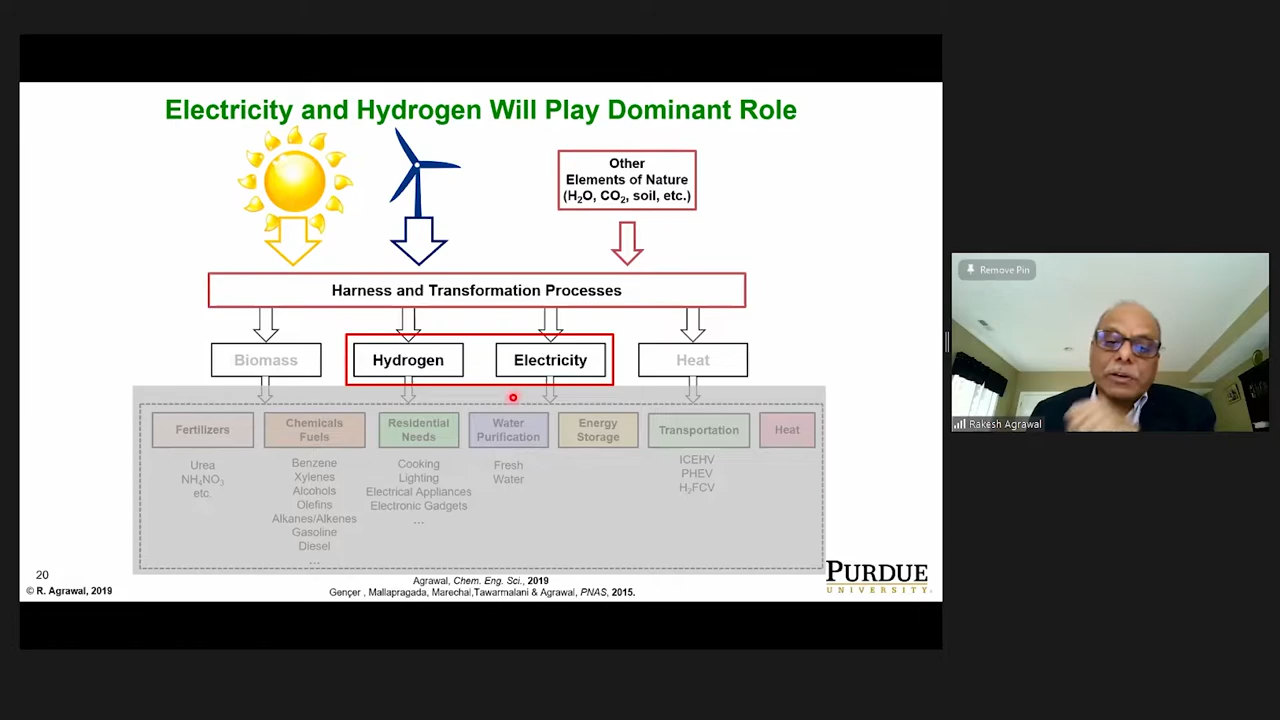 Electricity and Hydrogen Will Play Dominant Role
Other
Elements of Nature
(H₂O, CO₂, soil, etc.)
Harness and Transformation Processes
Biomass
Hydrogen
Electricity
Heat
Fertilizers
Chemicals
Fuels
Residential
Needs
Water
Purification
Energy
Storage
Transportation
Heat
Urea
NH₄NO₃
etc.
Benzene
Xylenes
Alcohols
Olefins
Alkanes/Alkenes
Gasoline
Diesel
...
Cooking
Lighting
Electrical Appliances
Electronic Gadgets
...
Fresh
Water
ICEHV
PHEV
H₂FCV
20
© R. Agrawal, 2019
Agrawal, Chem. Eng. Sci., 2019
Gençer , Mallapragada, Marechal,Tawarmalani & Agrawal, PNAS, 2015.
PURDUE
UNIVERSITY
Remove Pin
Rakesh Agrawal